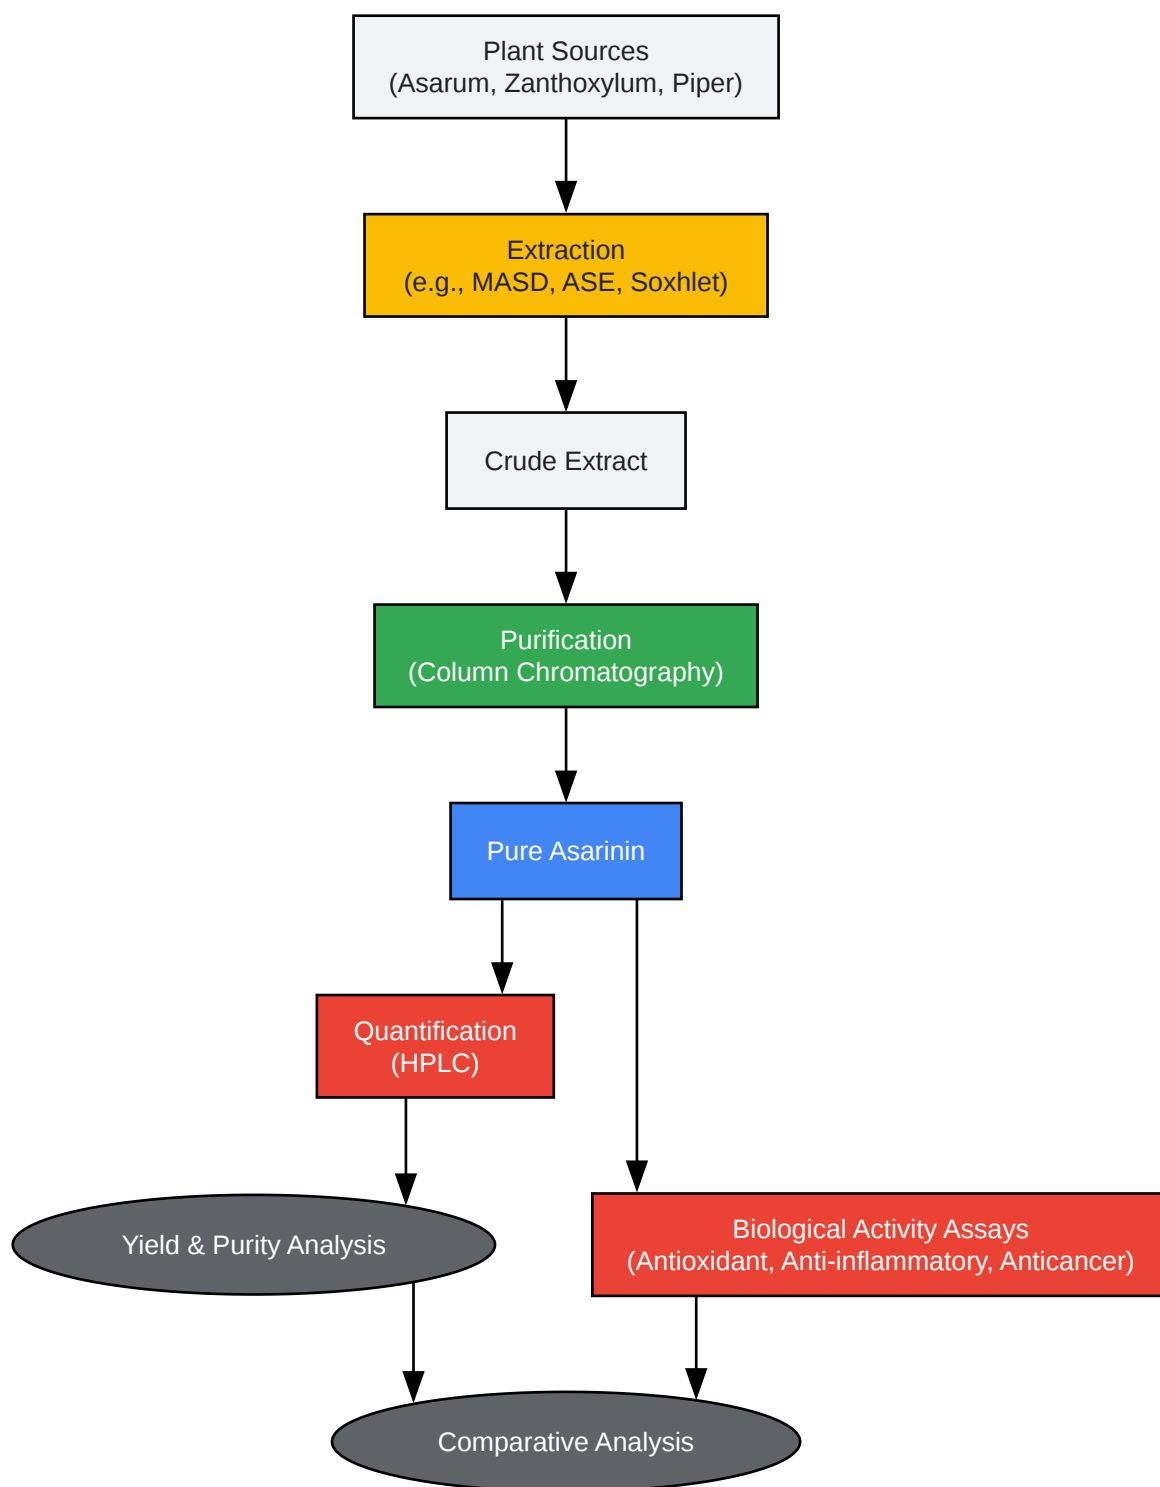 Plant Sources
(Asarum, Zanthoxylum, Piper)
Extraction
(e.g., MASD, ASE, Soxhlet)
Crude Extract
Purification
(Column Chromatography)
Pure Asarinin
Quantification
(HPLC)
Yield & Purity Analysis
Biological Activity Assays
(Antioxidant, Anti-inflammatory, Anticancer)
Comparative Analysis